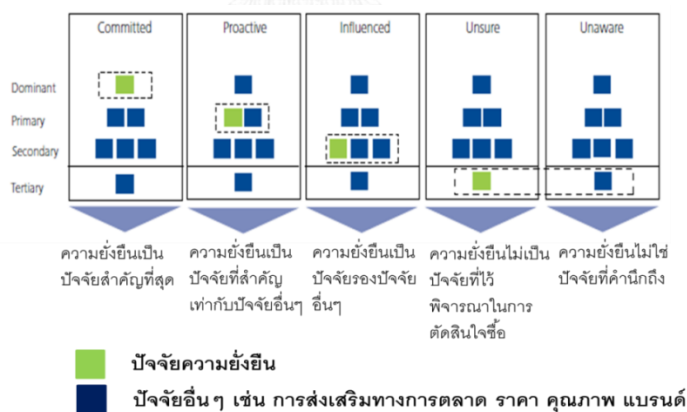 Committed Proactive Influenced Unsure Unaware
Dominant
Primary
Secondary
Tertiary
ความยั่งยืนเป็น
ปัจจัยสำคัญที่สุด
ความยั่งยืนเป็น
ปัจจัยที่สำคัญ
เท่ากับปัจจัยอื่นๆ
ความยั่งยืนเป็น
ปัจจัยรองปัจจัย
อื่นๆ
ความยั่งยืนไม่เป็น
ปัจจัยที่ไว้
พิจารณาในการ
ตัดสินใจซื้อ
ความยั่งยืนไม่ใช่
ปัจจัยที่คำนึกถึง
ปัจจัยความยั่งยืน
ปัจจัยอื่นๆ เช่น การส่งเสริมทางการตลาด ราคา คุณภาพ แบรนด์